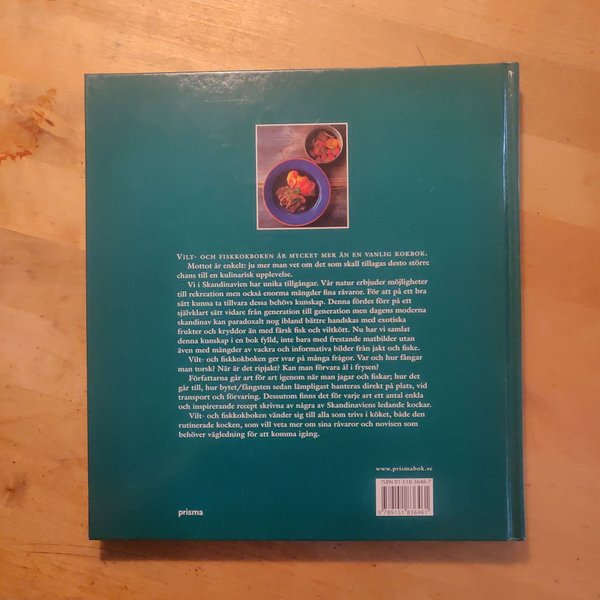 VILT- OCH FISKKOKBOKEN ÄR MYCKET MER ÄN EN VANLIG KOKBOK.
Mottot är enkelt: ju mer man vet om det som skall tillagas desto större
chans till en kulinarisk upplevelse.
Vi i Skandinavien har unika tillgångar. Vår natur erbjuder möjligheter
till rekreation men också enorma mängder fina råvaror. För att på ett bra
sätt kunna ta tillvara dessa behövs kunskap. Denna fördes förr på ett
självklart sätt vidare från generation till generation men dagens moderna
skandinav kan paradoxalt nog ibland bättre handskas med exotiska
frukter och kryddor än med färsk fisk och viltkött. Nu har vi samlat
denna kunskap i en bok fylld, inte bara med frestande matbilder utan
även med mängder av vackra och informativa bilder från jakt och fiske.
Vilt- och fiskkokboken ger svar på många frågor. Var och hur fångar
man torsk? När är det ripjakt? Kan man förvara ål i frysen?
Författarna går art för art igenom när man jagar och fiskar; hur det
går till, hur bytet/fångsten sedan lämpligast hanteras direkt på plats, vid
transport och förvaring. Dessutom finns det för varje art ett antal enkla
och inspirerande recept skrivna av några av Skandinaviens ledande kockar.
Vilt- och fiskkokboken vänder sig till alla som trivs i köket, både den
rutinerade kocken, som vill veta mer om sina råvaror och novisen som
behöver vägledning för att komma igång.
www.prismabok.se
ISBN 91-518-3646-7
9 789151 836461
prisma